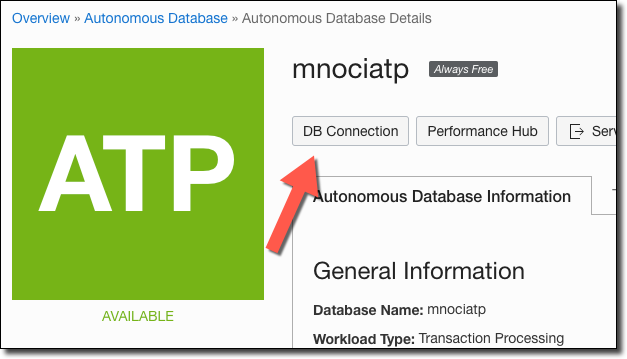 Overview » Autonomous Database » Autonomous Database Details
ATP
AVAILABLE
mnociatp Always Free
DB Connection Performance Hub
Autonomous Database Information
General Information
Database Name: mnociatp
Workload Type: Transaction Processing